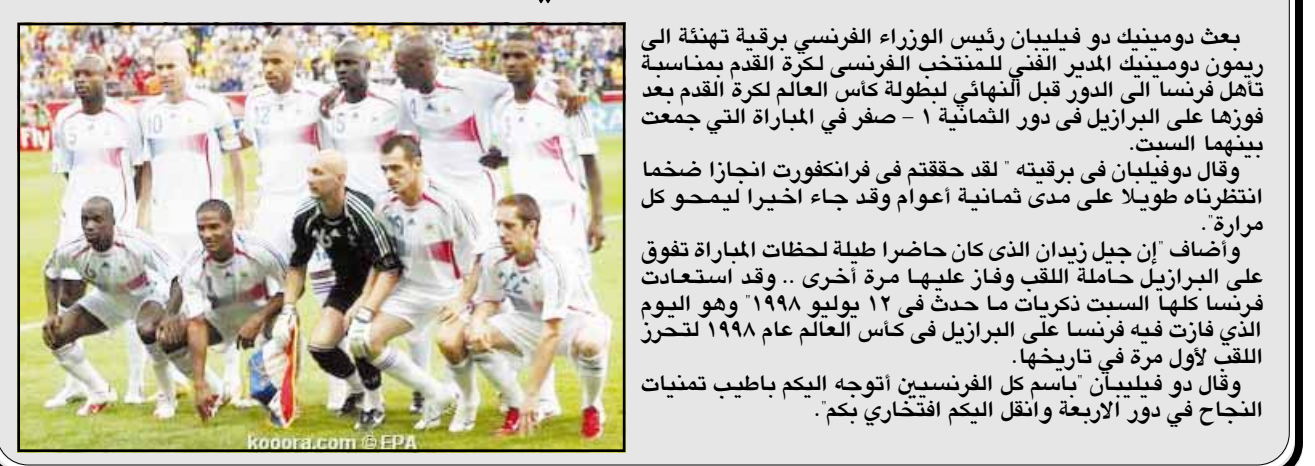 بعث دومينيك دو فيليبان رئيس الوزراء الفرنسي برقية تهنئة الى
ريمون دومينيك المدير الفني للمنتخب الفرنسى لكرة القدم بمناسبة
تأهل فرنسا الى الدور قبل النهائي لبطولة كأس العالم لكرة القدم بعد
فوزها على البرازيل فى دور الثمانية ١ – صفر في المباراة التي جمعت
بينهما السبت.
وقال دوفيلبان فى برقيته "لقد حققتم فى فرانكفورت انجازا ضخما
انتظرناه طويلا على مدى ثمانية أعوام وقد جاء اخيرا ليمحو كل
مرارة".
وأضاف "إن جيل زيدان الذى كان حاضرا طيلة لحظات المباراة تفوق
على البرازيل حاملة اللقب وفاز عليها مرة أخرى .. وقد استعادت
فرنسا كلها السبت ذكريات ما حدث فى ١٢ يوليو ١٩٩٨" وهو اليوم
الذي فازت فيه فرنسا على البرازيل فى كأس العالم عام ١٩٩٨ لتحرز
اللقب لأول مرة في تاريخها.
وقال دو فيليبان "باسم كل الفرنسيين أتوجه اليكم باطيب تمنيات
النجاح في دور الاربعة وانقل اليكم افتخاري بكم".
kooora.com © EPA